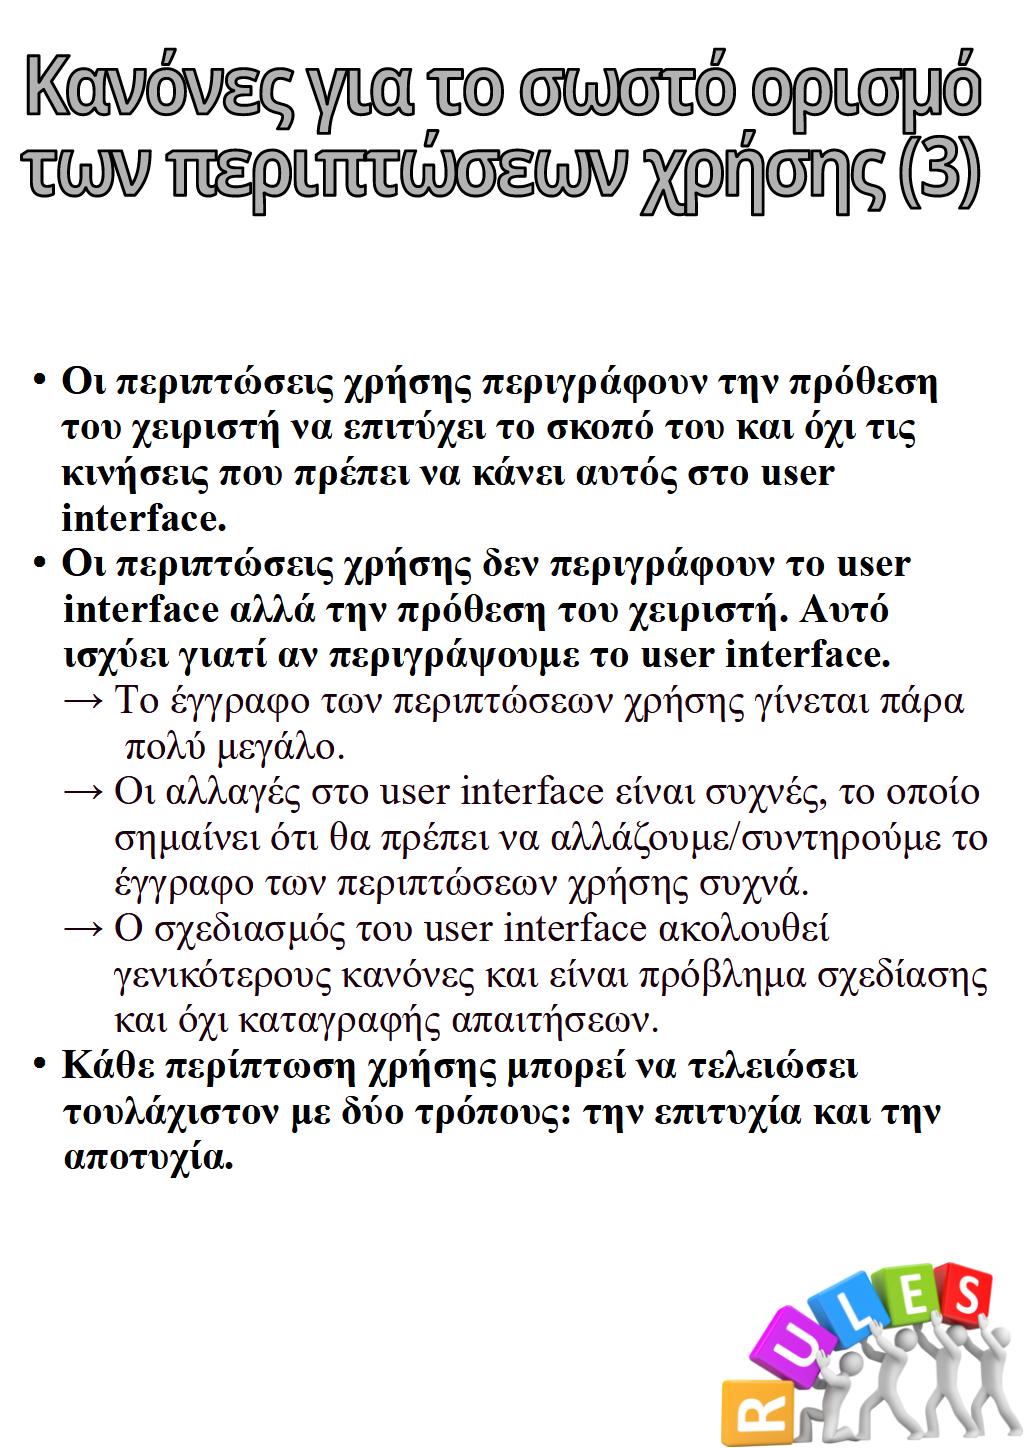 Κανόνες για το σωστό ορισμό
των περιπτώσεων χρήσης (3)
• Οι περιπτώσεις χρήσης περιγράφουν την πρόθεση
του χειριστή να επιτύχει το σκοπό του και όχι τις
κινήσεις που πρέπει να κάνει αυτός στο user
interface.
• Οι περιπτώσεις χρήσης δεν περιγράφουν το user
interface αλλά την πρόθεση του χειριστή. Αυτό
ισχύει γιατί αν περιγράψουμε το user interface.
→ Το έγγραφο των περιπτώσεων χρήσης γίνεται πάρα
πολύ μεγάλο.
→ Οι αλλαγές στο user interface είναι συχνές, το οποίο
σημαίνει ότι θα πρέπει να αλλάζουμε/συντηρούμε το
έγγραφο των περιπτώσεων χρήσης συχνά.
→ Ο σχεδιασμός του user interface ακολουθεί
γενικότερους κανόνες και είναι πρόβλημα σχεδίασης
και όχι καταγραφής απαιτήσεων.
• Κάθε περίπτωση χρήσης μπορεί να τελειώσει
τουλάχιστον με δύο τρόπους: την επιτυχία και την
αποτυχία.
RULES